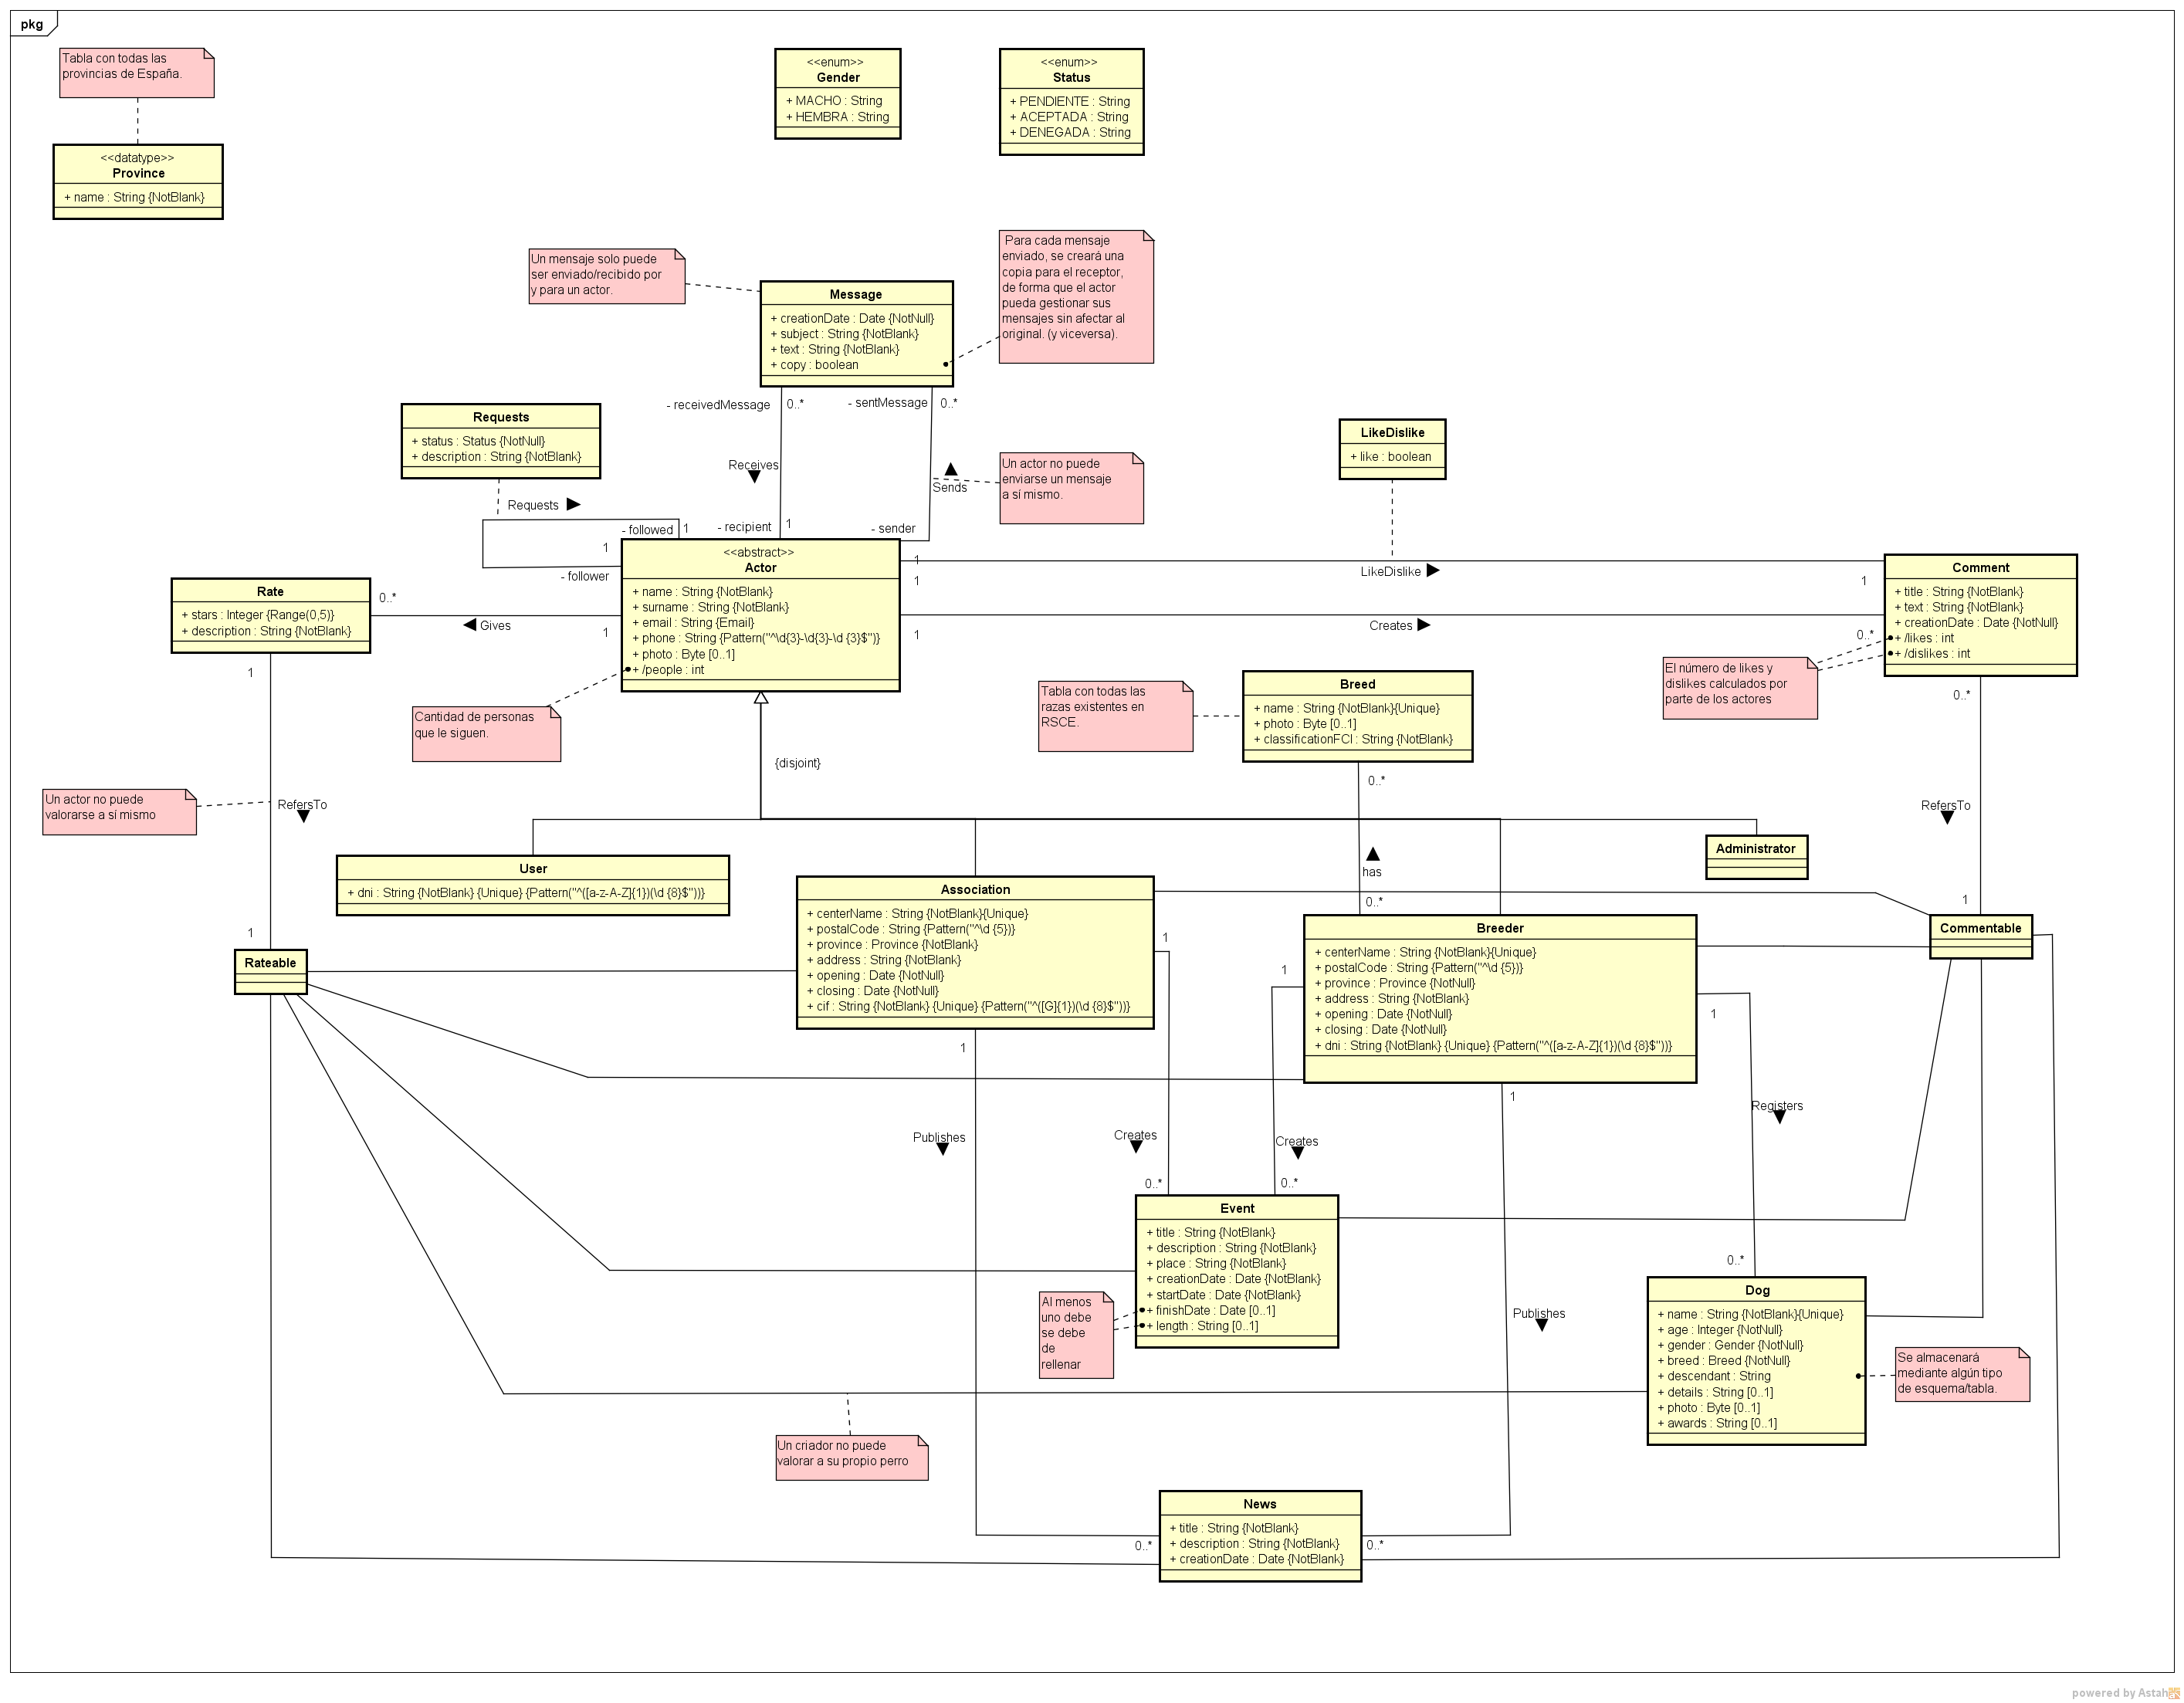 pkg
Tabla con todas las
provincias de España.
<<datatype>>
Province
+ name : String {NotBlank}
<<enum>>
Gender
+ MACHO : String
+ HEMBRA : String
<<enum>>
Status
+ PENDIENTE : String
+ ACEPTADA : String
+ DENEGADA : String
Un mensaje solo puede
ser enviado/recibido por
y para un actor.
Message
+ creationDate : Date {NotNull}
+ subject : String {NotBlank}
+ text : String {NotBlank}
+ copy : boolean
Para cada mensaje
enviado, se creará una
copia para el receptor,
de forma que el actor
pueda gestionar sus
mensajes sin afectar al
original. (y viceversa).
- receivedMessage
0..*
- sentMessage
0..*
Requests
+ status : Status {NotNull}
+ description : String {NotBlank}
Receives
Sends
Un actor no puede
enviarse un mensaje
a sí mismo.
LikeDislike
+ like : boolean
Requests
- followed
1
- recipient
1
- sender
1
1
- follower
<<abstract>>
Actor
+ name : String {NotBlank}
+ surname : String {NotBlank}
+ email : String {Email}
+ phone : String {Pattern("^\d{3}-\d{3}-\d {3}$")}
+ photo : Byte [0..1]
+ /people : int
1
LikeDislike
1
Comment
+ title : String {NotBlank}
+ text : String {NotBlank}
+ creationDate : Date {NotNull}
+ /likes : int
+ /dislikes : int
Rate
+ stars : Integer {Range(0,5)}
+ description : String {NotBlank}
0..*
Gives
1
1
Creates
0..*
El número de likes y
dislikes calculados por
parte de los actores
1
Cantidad de personas
que le siguen.
Tabla con todas las
razas existentes en
RSCE.
Breed
+ name : String {NotBlank}{Unique}
+ photo : Byte [0..1]
+ classificationFCI : String {NotBlank}
0..*
{disjoint}
0..*
Un actor no puede
valorarse a sí mismo
RefersTo
RefersTo
User
+ dni : String {NotBlank} {Unique} {Pattern("^([a-z-A-Z]{1})(\d {8}$"))}
Administrator
has
0..*
Association
+ centerName : String {NotBlank}{Unique}
+ postalCode : String {Pattern("^\d {5})}
+ province : Province {NotBlank}
+ address : String {NotBlank}
+ opening : Date {NotNull}
+ closing : Date {NotNull}
+ cif : String {NotBlank} {Unique} {Pattern("^([G]{1})(\d {8}$"))}
1
Breeder
+ centerName : String {NotBlank}{Unique}
+ postalCode : String {Pattern("^\d {5})}
+ province : Province {NotNull}
+ address : String {NotBlank}
+ opening : Date {NotNull}
+ closing : Date {NotNull}
+ dni : String {NotBlank} {Unique} {Pattern("^([a-z-A-Z]{1})(\d {8}$"))}
1
Commentable
1
Rateable
1
1
1
1
1
Publishes
Creates
Creates
Registers
0..*
0..*
Event
+ title : String {NotBlank}
+ description : String {NotBlank}
+ place : String {NotBlank}
+ creationDate : Date {NotBlank}
+ startDate : Date {NotBlank}
+ finishDate : Date [0..1]
+ length : String [0..1]
Al menos
uno debe
se debe
de
rellenar
0..*
Publishes
Dog
+ name : String {NotBlank}{Unique}
+ age : Integer {NotNull}
+ gender : Gender {NotNull}
+ breed : Breed {NotNull}
+ descendant : String
+ details : String [0..1]
+ photo : Byte [0..1]
+ awards : String [0..1]
Se almacenará
mediante algún tipo
de esquema/tabla.
Un criador no puede
valorar a su propio perro
News
+ title : String {NotBlank}
+ description : String {NotBlank}
+ creationDate : Date {NotBlank}
0..*
0..*
powered by Astah